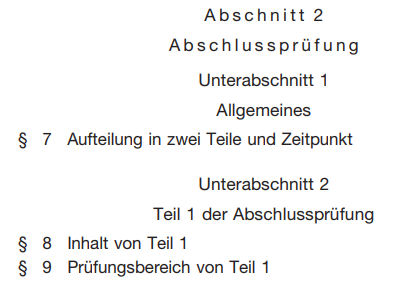 Abschnitt 2
Abschlussprüfung
Unterabschnitt 1
Allgemeines
§ 7 Aufteilung in zwei Teile und Zeitpunkt
Unterabschnitt 2
Teil 1 der Abschlussprüfung
§ 8 Inhalt von Teil 1
§ 9 Prüfungsbereich von Teil 1